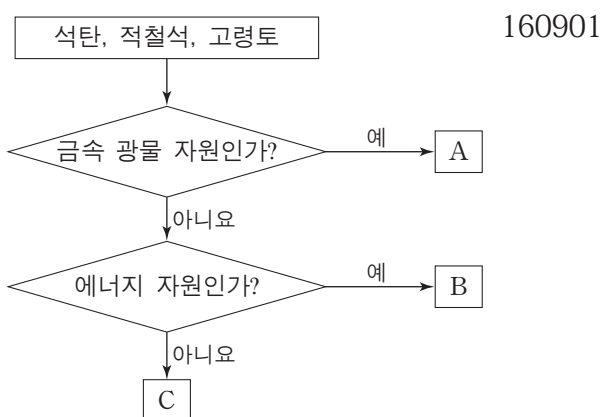 석탄, 적철석, 고령토
160901
금속 광물 자원인가?
예
A
아니요
에너지 자원인가?
예
B
아니요
C